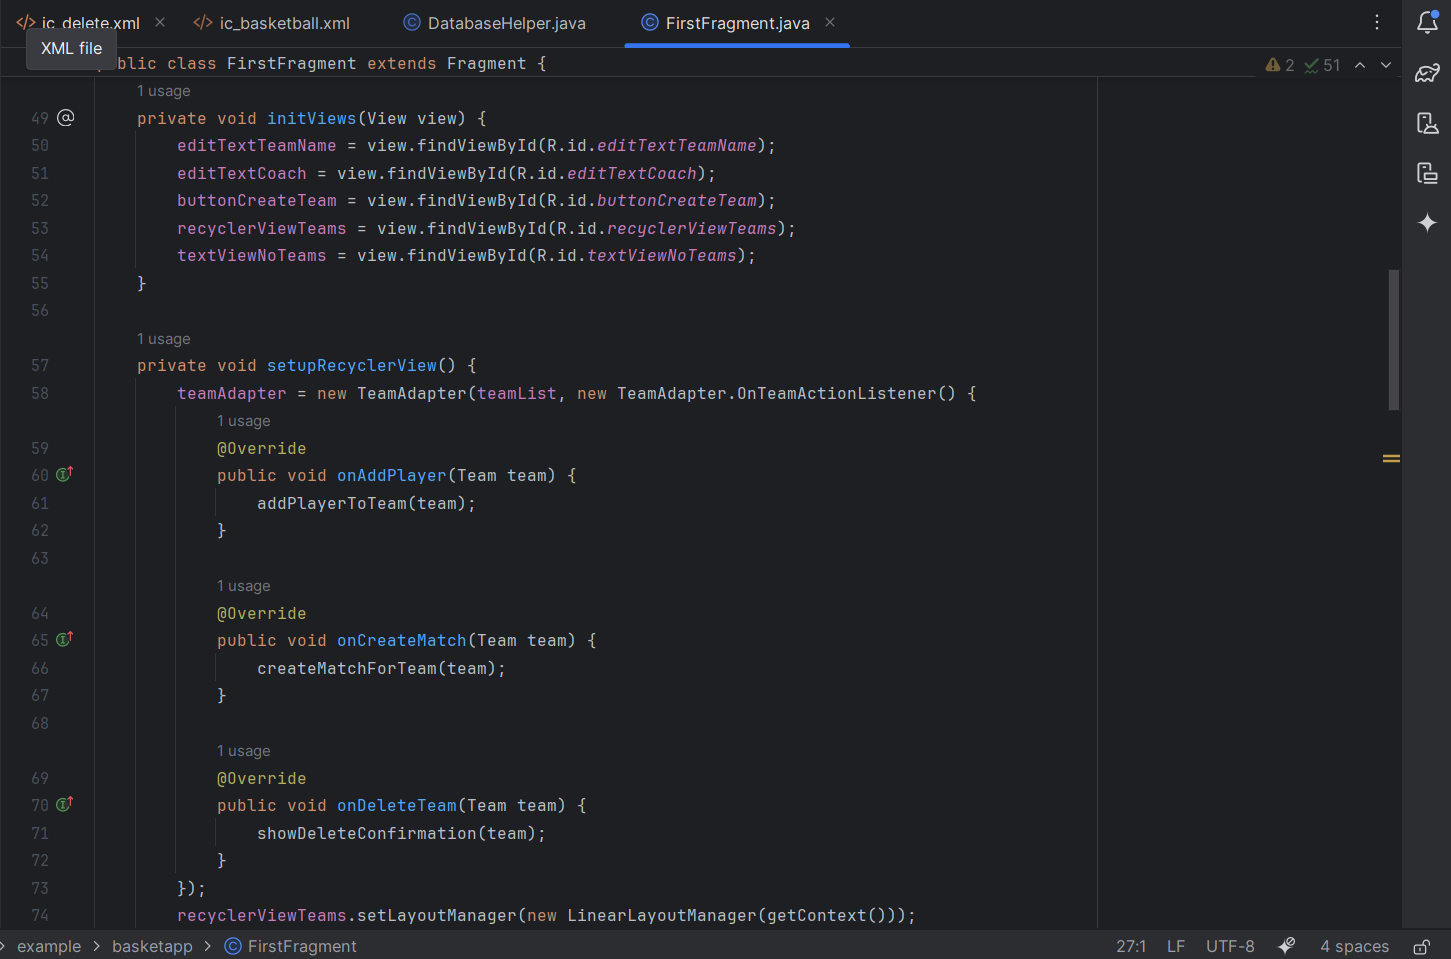 ic_delete.xml ic_basketball.xml DatabaseHelper.java FirstFragment.java
XML file
blic class FirstFragment extends Fragment { 2 51
1 usage
49 private void initViews(View view) {
50 editTextTeamName = view.findViewById(R.id.editTextTeamName);
51 editTextCoach = view.findViewById(R.id.editTextCoach);
52 buttonCreateTeam = view.findViewById(R.id.buttonCreateTeam);
53 recyclerViewTeams = view.findViewById(R.id.recyclerViewTeams);
54 textViewNoTeams = view.findViewById(R.id.textViewNoTeams);
55 }
56
1 usage
57 private void setupRecyclerView() {
58 teamAdapter = new TeamAdapter(teamList, new TeamAdapter.OnTeamActionListener() {
1 usage
59 @Override
60 public void onAddPlayer(Team team) {
61 addPlayerToTeam(team);
62 }
63
1 usage
64 @Override
65 public void onCreateMatch(Team team) {
66 createMatchForTeam(team);
67 }
68
1 usage
69 @Override
70 public void onDeleteTeam(Team team) {
71 showDeleteConfirmation(team);
72 }
73 });
74 recyclerViewTeams.setLayoutManager(new LinearLayoutManager(getContext()));
example > basketapp > FirstFragment 27:1 LF UTF-8 4 spaces